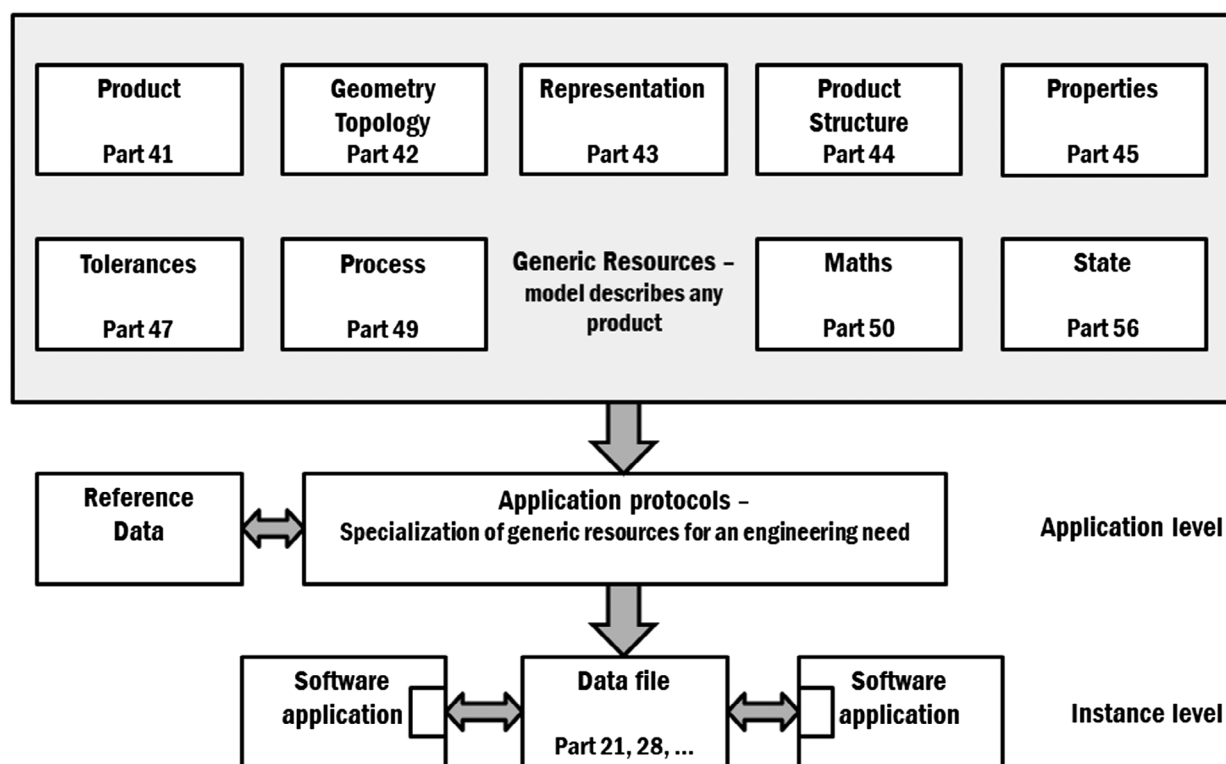 Product
Part 41
Geometry
Topology
Part 42
Representation
Part 43
Product
Structure
Part 44
Properties
Part 45
Tolerances
Part 47
Process
Part 49
Generic Resources –
model describes any
product
Maths
Part 50
State
Part 56
Reference
Data
Application protocols –
Specialization of generic resources for an engineering need
Application level
Software
application
Data file
Part 21, 28, ...
Software
application
Instance level